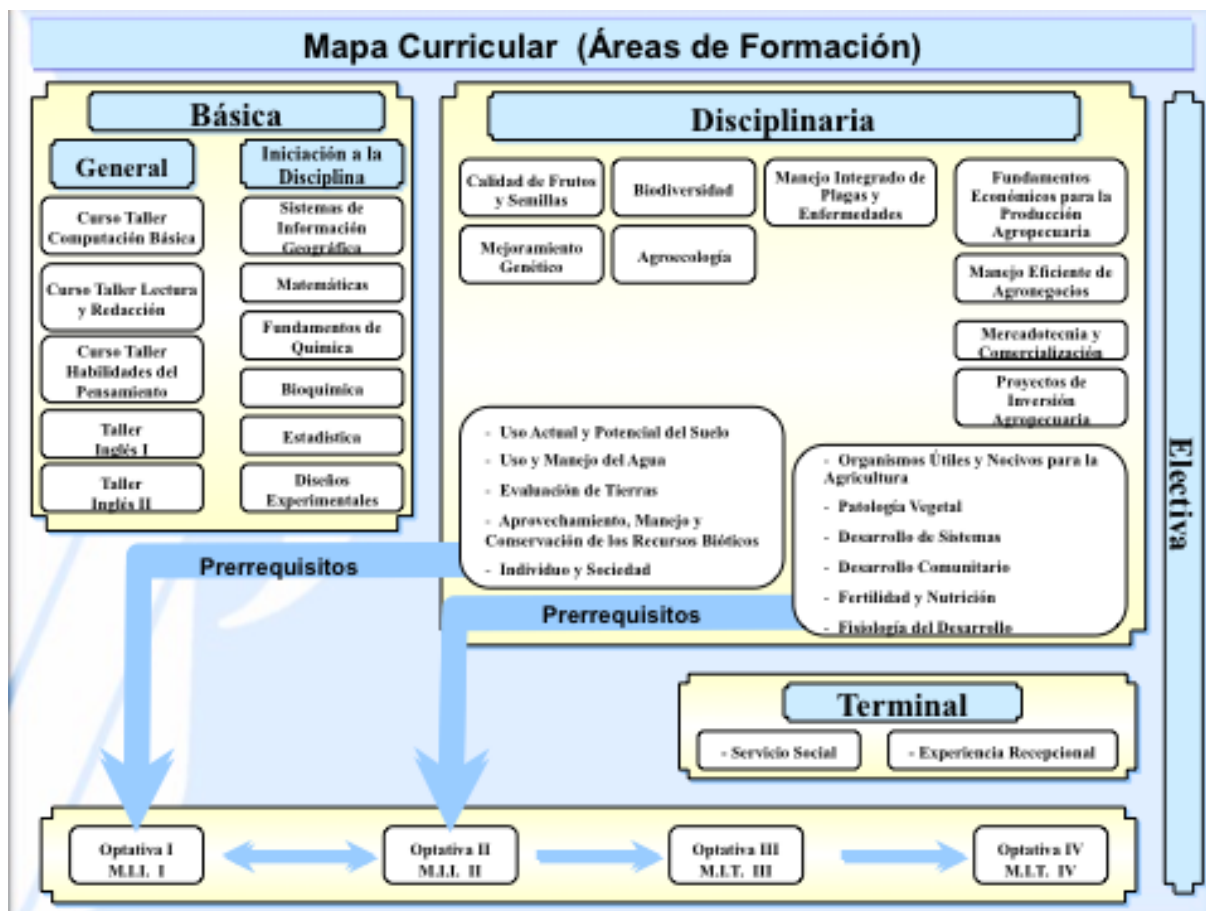 Mapa Curricular (Áreas de Formación)
Básica
General
Curso Taller
Computación Básica
Curso Taller Lectura
y Redacción
Curso Taller
Habilidades del
Pensamiento
Taller
Inglés I
Taller
Inglés II
Iniciación a la
Disciplina
Sistemas de
Información
Geográfica
Matemáticas
Fundamentos de
Química
Bioquímica
Estadística
Diseños
Experimentales
Disciplinaria
Calidad de Frutos
y Semillas
Mejoramiento
Genético
Biodiversidad
Agroecología
Manejo Integrado de
Plagas y
Enfermedades
Fundamentos
Económicos para la
Producción
Agropecuaria
Manejo Eficiente de
Agronegocios
Mercadotecnia y
Comercialización
Proyectos de
Inversión
Agropecuaria
- Uso Actual y Potencial del Suelo
- Uso y Manejo del Agua
- Evaluación de Tierras
- Aprovechamiento, Manejo y
Conservación de los Recursos Bióticos
- Individuo y Sociedad
- Organismos Útiles y Nocivos para la
Agricultura
- Patología Vegetal
- Desarrollo de Sistemas
- Desarrollo Comunitario
- Fertilidad y Nutrición
- Fisiología del Desarrollo
Electiva
Prerrequisitos
Prerrequisitos
Terminal
- Servicio Social
- Experiencia Recepcional
Optativa I
M.I.I. I
Optativa II
M.I.I. II
Optativa III
M.I.T. III
Optativa IV
M.I.T. IV